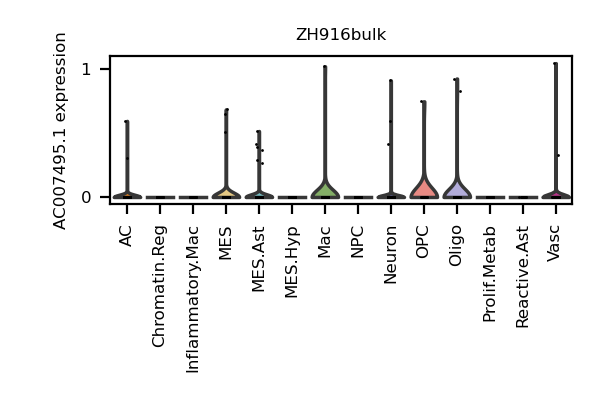 ZH916bulk
AC007495.1 expression
1
0
AC
Chromatin.Reg
Inflammatory.Mac
MES
MES.Ast
MES.Hyp
Mac
NPC
Neuron
OPC
Oligo
Prolif.Metab
Reactive.Ast
Vasc